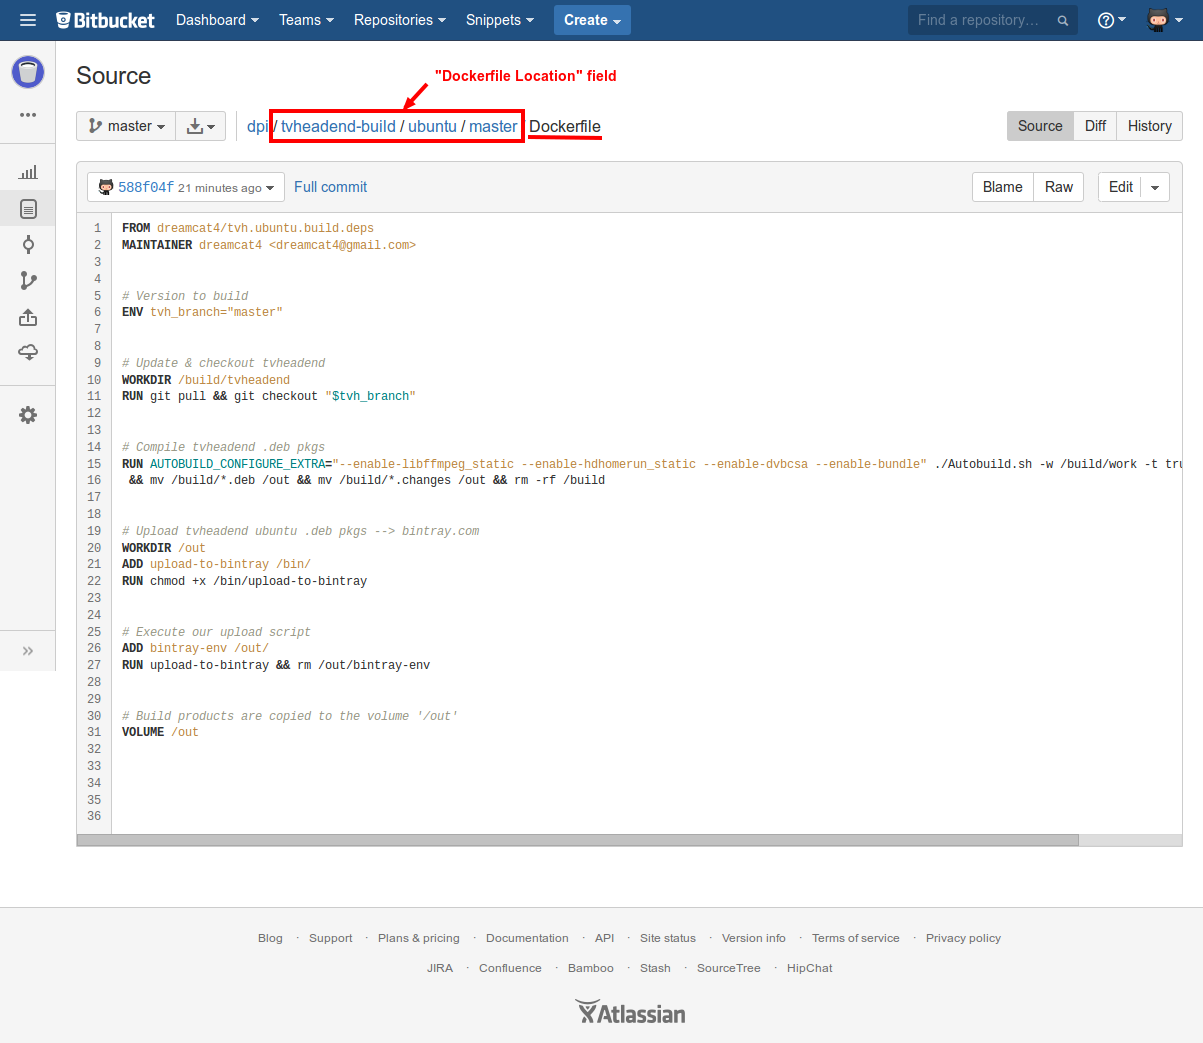 Bitbucket Dashboard Teams Repositories Snippets Create Find a repository...
Source
"Dockerfile Location" field
master dpi / tvheadend-build / ubuntu / master Dockerfile Source Diff History
588f04f 21 minutes ago Full commit Blame Raw Edit
1 FROM dreamcat4/tvh.ubuntu.build.deps
2 MAINTAINER dreamcat4 <dreamcat4@gmail.com>
3
4
5 # Version to build
6 ENV tvh_branch="master"
7
8
9 # Update & checkout tvheadend
10 WORKDIR /build/tvheadend
11 RUN git pull && git checkout "$tvh_branch"
12
13
14 # Compile tvheadend .deb pkgs
15 RUN AUTOBUILD_CONFIGURE_EXTRA="--enable-libffmpeg_static --enable-hdhomerun_static --enable-dvbcsa --enable-bundle" ./Autobuild.sh -w /build/work -t tru
16 && mv /build/*.deb /out && mv /build/*.changes /out && rm -rf /build
17
18
19 # Upload tvheadend ubuntu .deb pkgs --> bintray.com
20 WORKDIR /out
21 ADD upload-to-bintray /bin/
22 RUN chmod +x /bin/upload-to-bintray
23
24
25 # Execute our upload script
26 ADD bintray-env /out/
27 RUN upload-to-bintray && rm /out/bintray-env
28
29
30 # Build products are copied to the volume '/out'
31 VOLUME /out
32
33
34
35
36
Blog · Support · Plans & pricing · Documentation · API · Site status · Version info · Terms of service · Privacy policy
JIRA · Confluence · Bamboo · Stash · SourceTree · HipChat
Atlassian